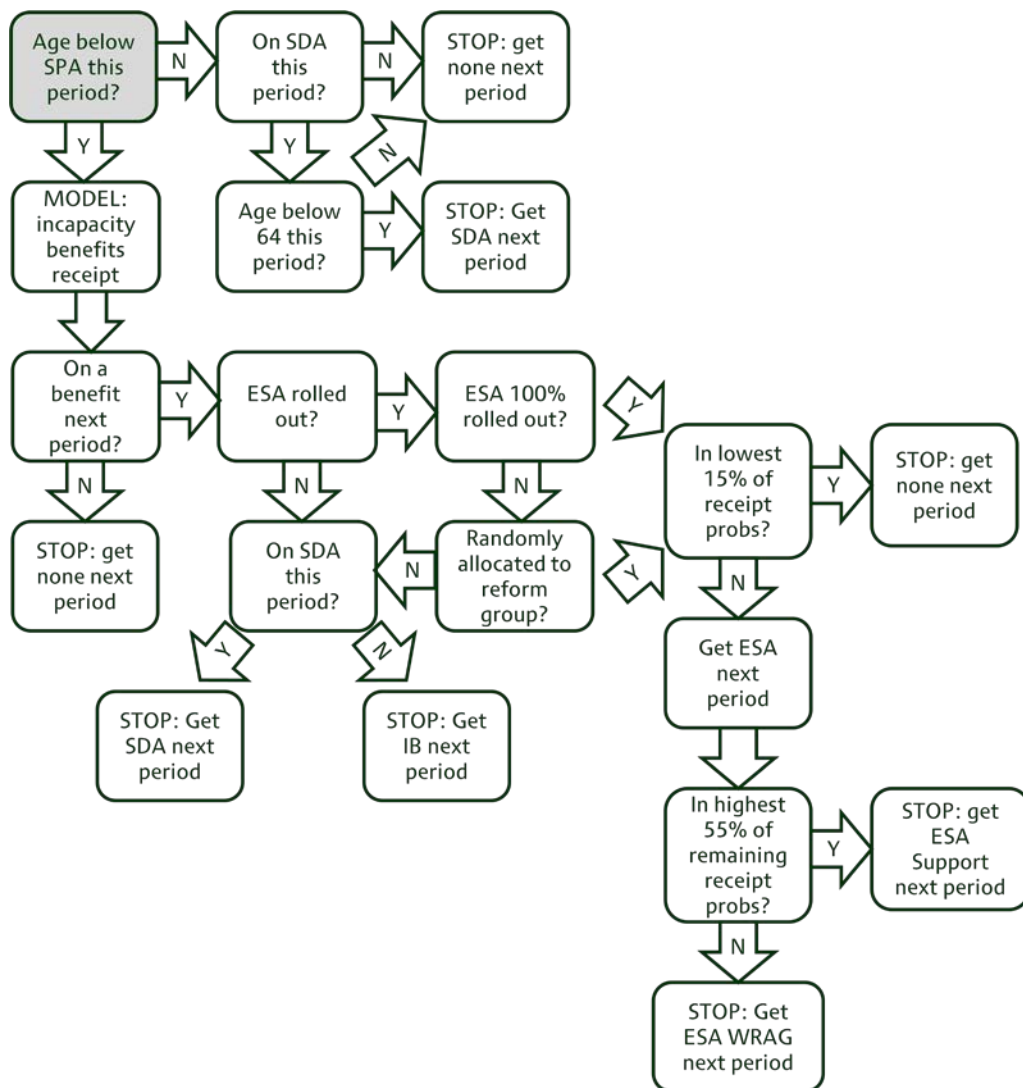 Age below
SPA this
period?
N
On SDA
this
period?
N
STOP: get
none next
period
Y
Y
N
MODEL:
incapacity
benefits
receipt
Age below
64 this
period?
Y
STOP: Get
SDA next
period
On a
benefit
next
period?
Y
ESA rolled
out?
Y
ESA 100%
rolled out?
Y
In lowest
15% of
receipt
probs?
Y
STOP: get
none next
period
N
N
N
STOP: get
none next
period
On SDA
this
period?
N
Randomly
allocated to
reform
group?
Y
N
Y
N
Get ESA
next
period
STOP: Get
SDA next
period
STOP: Get
IB next
period
In highest
55% of
remaining
receipt
probs?
Y
STOP: get
ESA
Support
next period
N
STOP: Get
ESA WRAG
next period